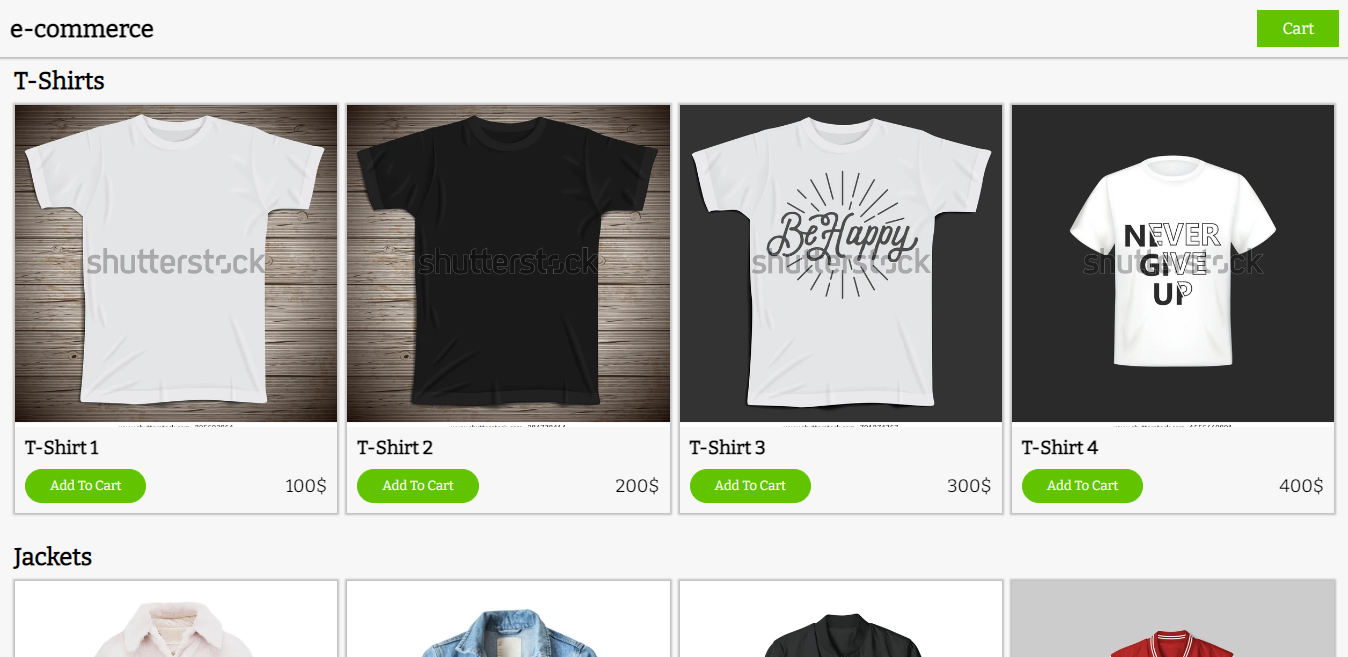 e-commerce
Cart
T-Shirts
shutterstock
shutterstock
Be Happy
shutterstock
NEVER
GIVE
UP
shutterstock
T-Shirt 1
Add To Cart
100$
T-Shirt 2
Add To Cart
200$
T-Shirt 3
Add To Cart
300$
T-Shirt 4
Add To Cart
400$
Jackets